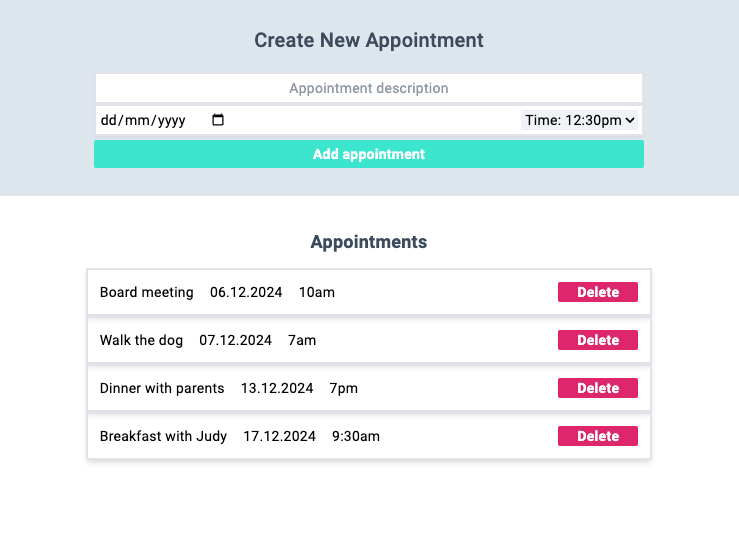 Create New Appointment
Appointment description
dd/mm/yyyy Time: 12:30pm
Add appointment
Appointments
Board meeting 06.12.2024 10am Delete
Walk the dog 07.12.2024 7am Delete
Dinner with parents 13.12.2024 7pm Delete
Breakfast with Judy 17.12.2024 9:30am Delete